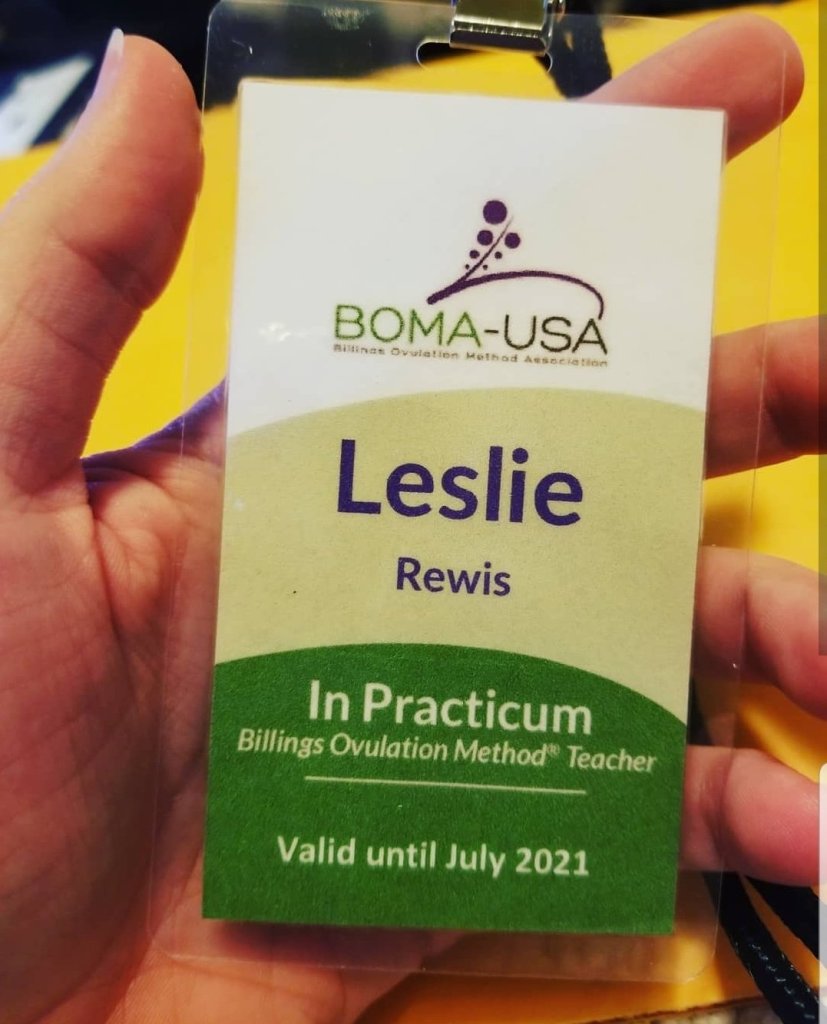 BOMA-USA
Billings Ovulation Method Association
Leslie
Rewis
In Practicum
Billings Ovulation Method® Teacher
Valid until July 2021